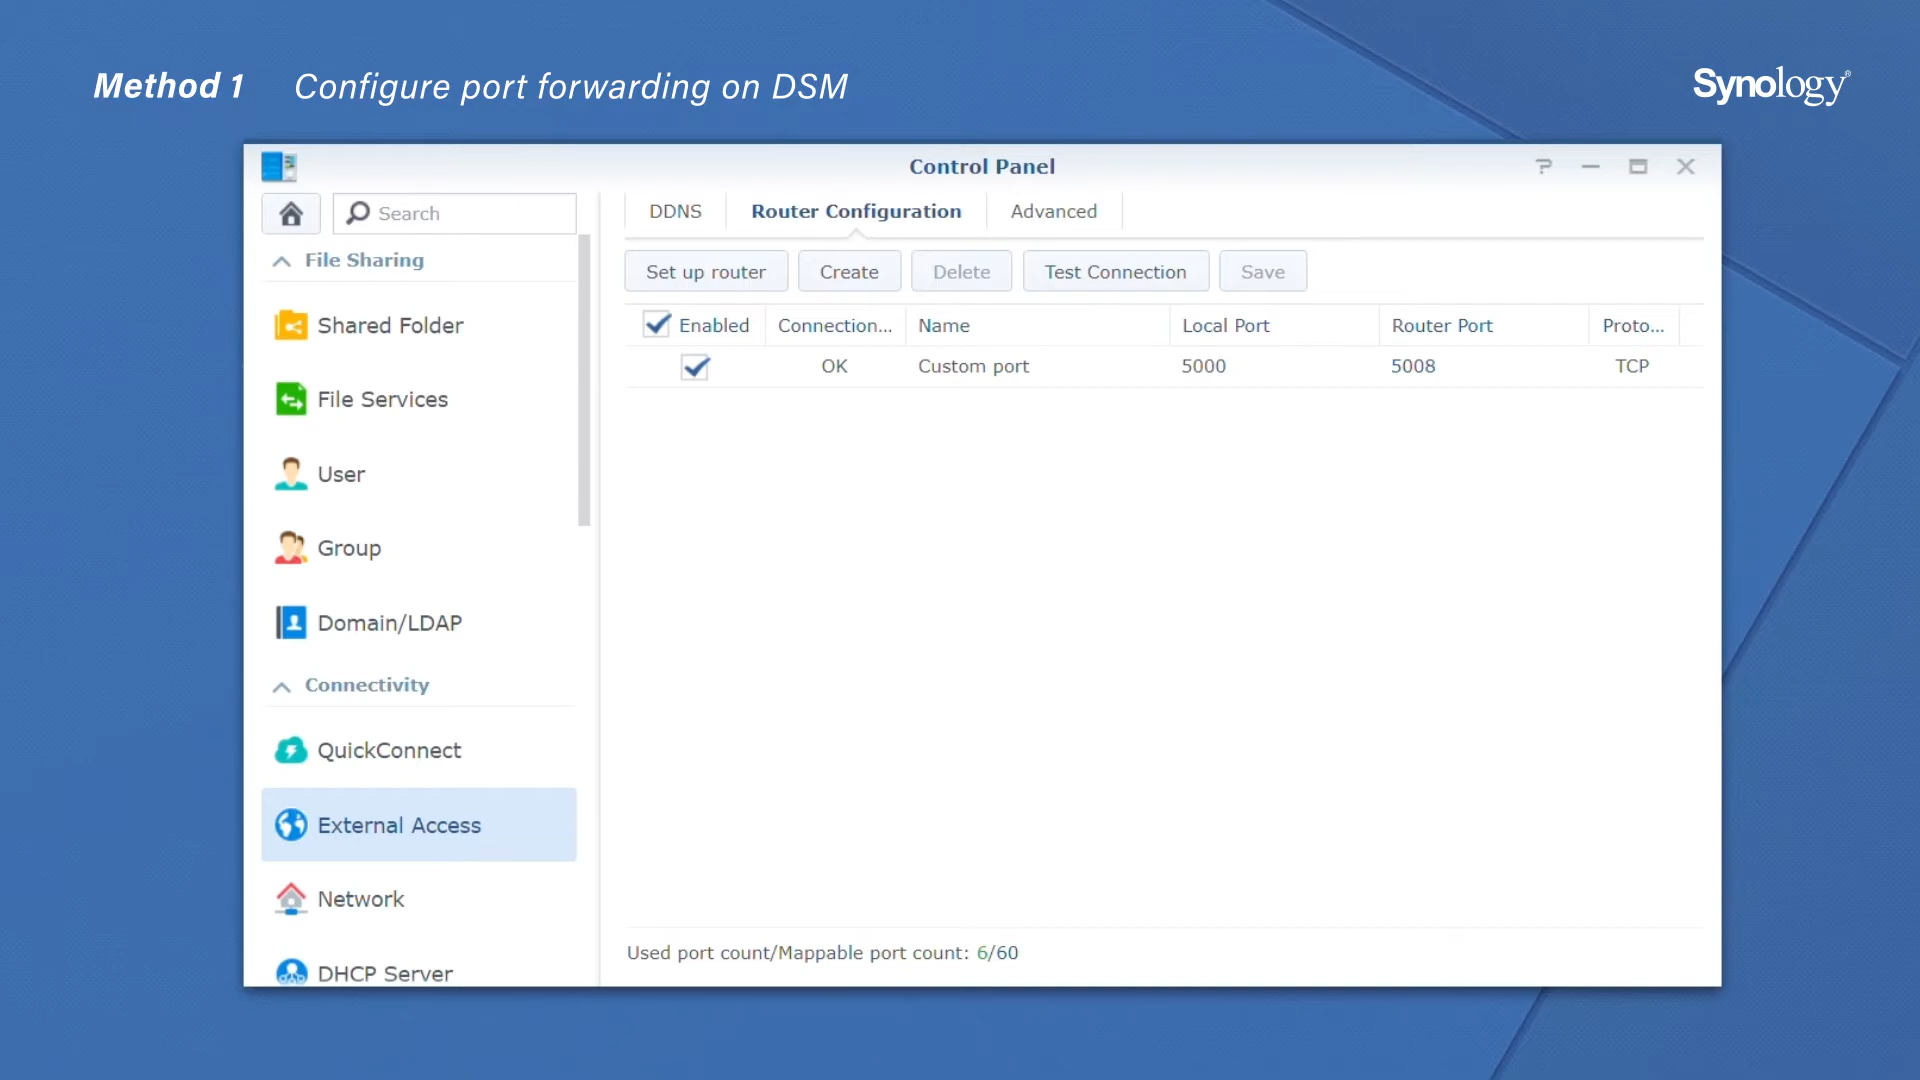 Method 1 Configure port forwarding on DSM
Synology®
Control Panel
Search
File Sharing
Shared Folder
File Services
User
Group
Domain/LDAP
Connectivity
QuickConnect
External Access
Network
DHCP Server
DDNS Router Configuration Advanced
Set up router Create Delete Test Connection Save
Enabled Connection... Name Local Port Router Port Proto...
OK Custom port 5000 5008 TCP
Used port count/Mappable port count: 6/60